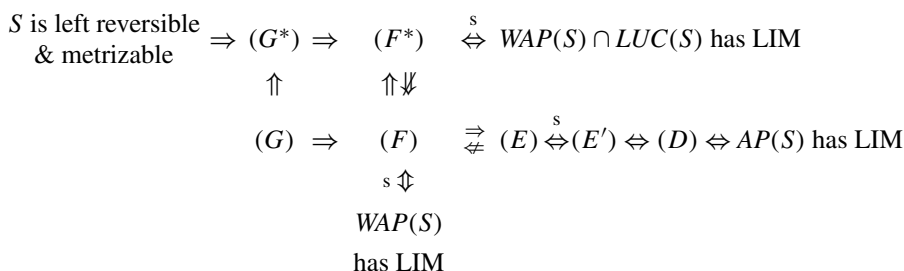 S is left reversible & metrizable ⇒ (G*) ⇒ (F*) ⇔ˢ WAP(S) ∩ LUC(S) has LIM
⇑ ⇑⇓̸
(G) ⇒ (F) ⇒⇍ (E) ⇔ˢ (E′) ⇔ (D) ⇔ AP(S) has LIM
s ⇕
WAP(S)
has LIM